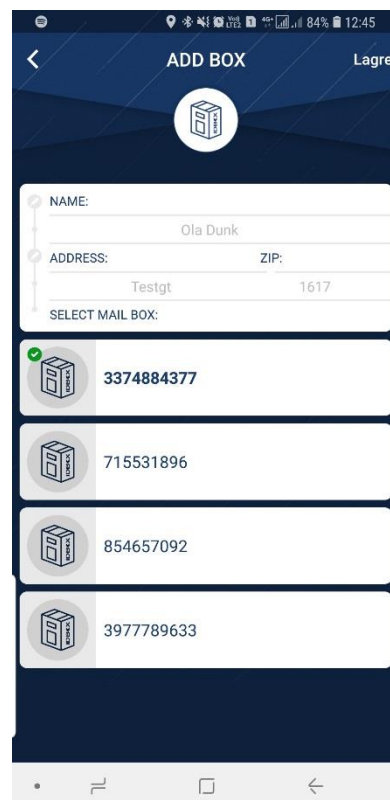 84% 12:45
ADD BOX Lagre
NAME:
Ola Dunk
ADDRESS: ZIP:
Testgt 1617
SELECT MAIL BOX:
3374884377
715531896
854657092
3977789633